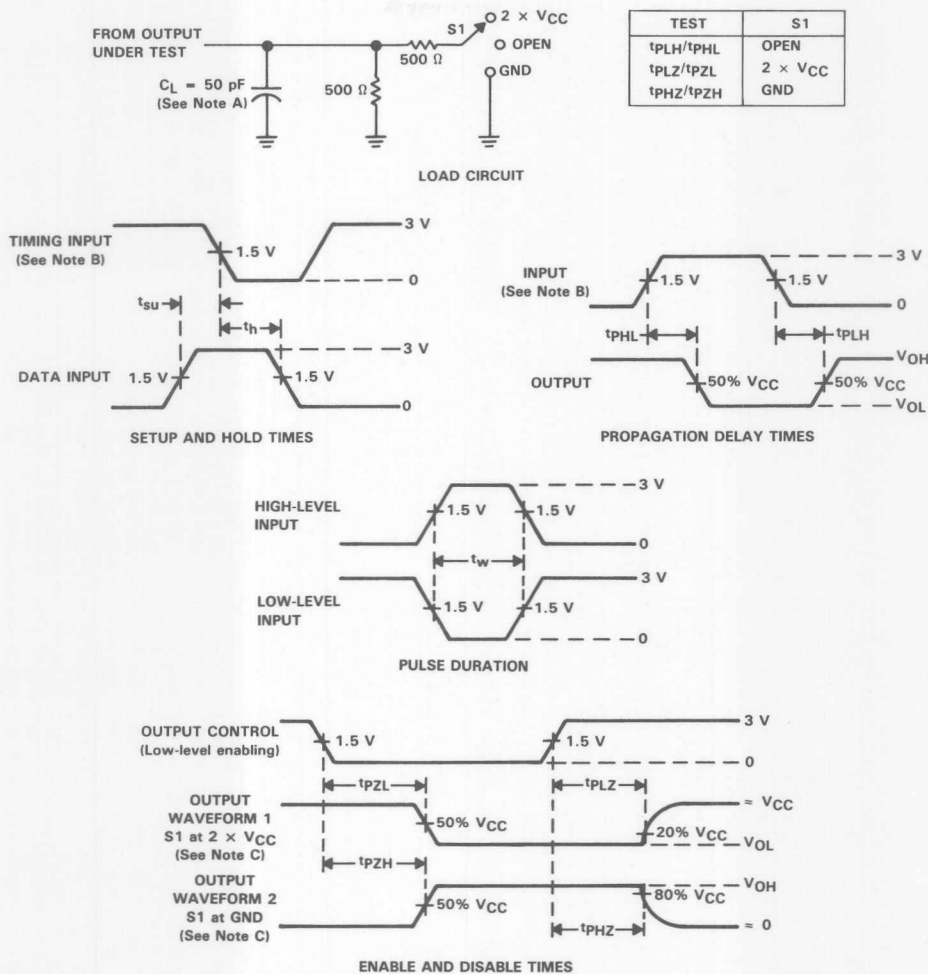 FROM OUTPUT
UNDER TEST
CL = 50 pF
(See Note A)
500 Ω
500 Ω
S1
2 × VCC
OPEN
GND
LOAD CIRCUIT
TEST S1
tPLH/tPHL OPEN
tPLZ/tPZL 2 × VCC
tPHZ/tPZH GND
TIMING INPUT
(See Note B)
1.5 V
3 V
0
tsu
th
DATA INPUT
1.5 V
1.5 V
3 V
0
SETUP AND HOLD TIMES
INPUT
(See Note B)
1.5 V
1.5 V
3 V
0
tPHL
tPLH
OUTPUT
50% VCC
50% VCC
VOH
VOL
PROPAGATION DELAY TIMES
HIGH-LEVEL
INPUT
1.5 V
1.5 V
3 V
0
tw
LOW-LEVEL
INPUT
1.5 V
1.5 V
3 V
0
PULSE DURATION
OUTPUT CONTROL
(Low-level enabling)
1.5 V
1.5 V
3 V
0
tPZL
tPLZ
OUTPUT
WAVEFORM 1
S1 at 2 × VCC
(See Note C)
50% VCC
20% VCC
≈ VCC
VOL
tPZH
OUTPUT
WAVEFORM 2
S1 at GND
(See Note C)
50% VCC
80% VCC
VOH
≈ 0
tPHZ
ENABLE AND DISABLE TIMES